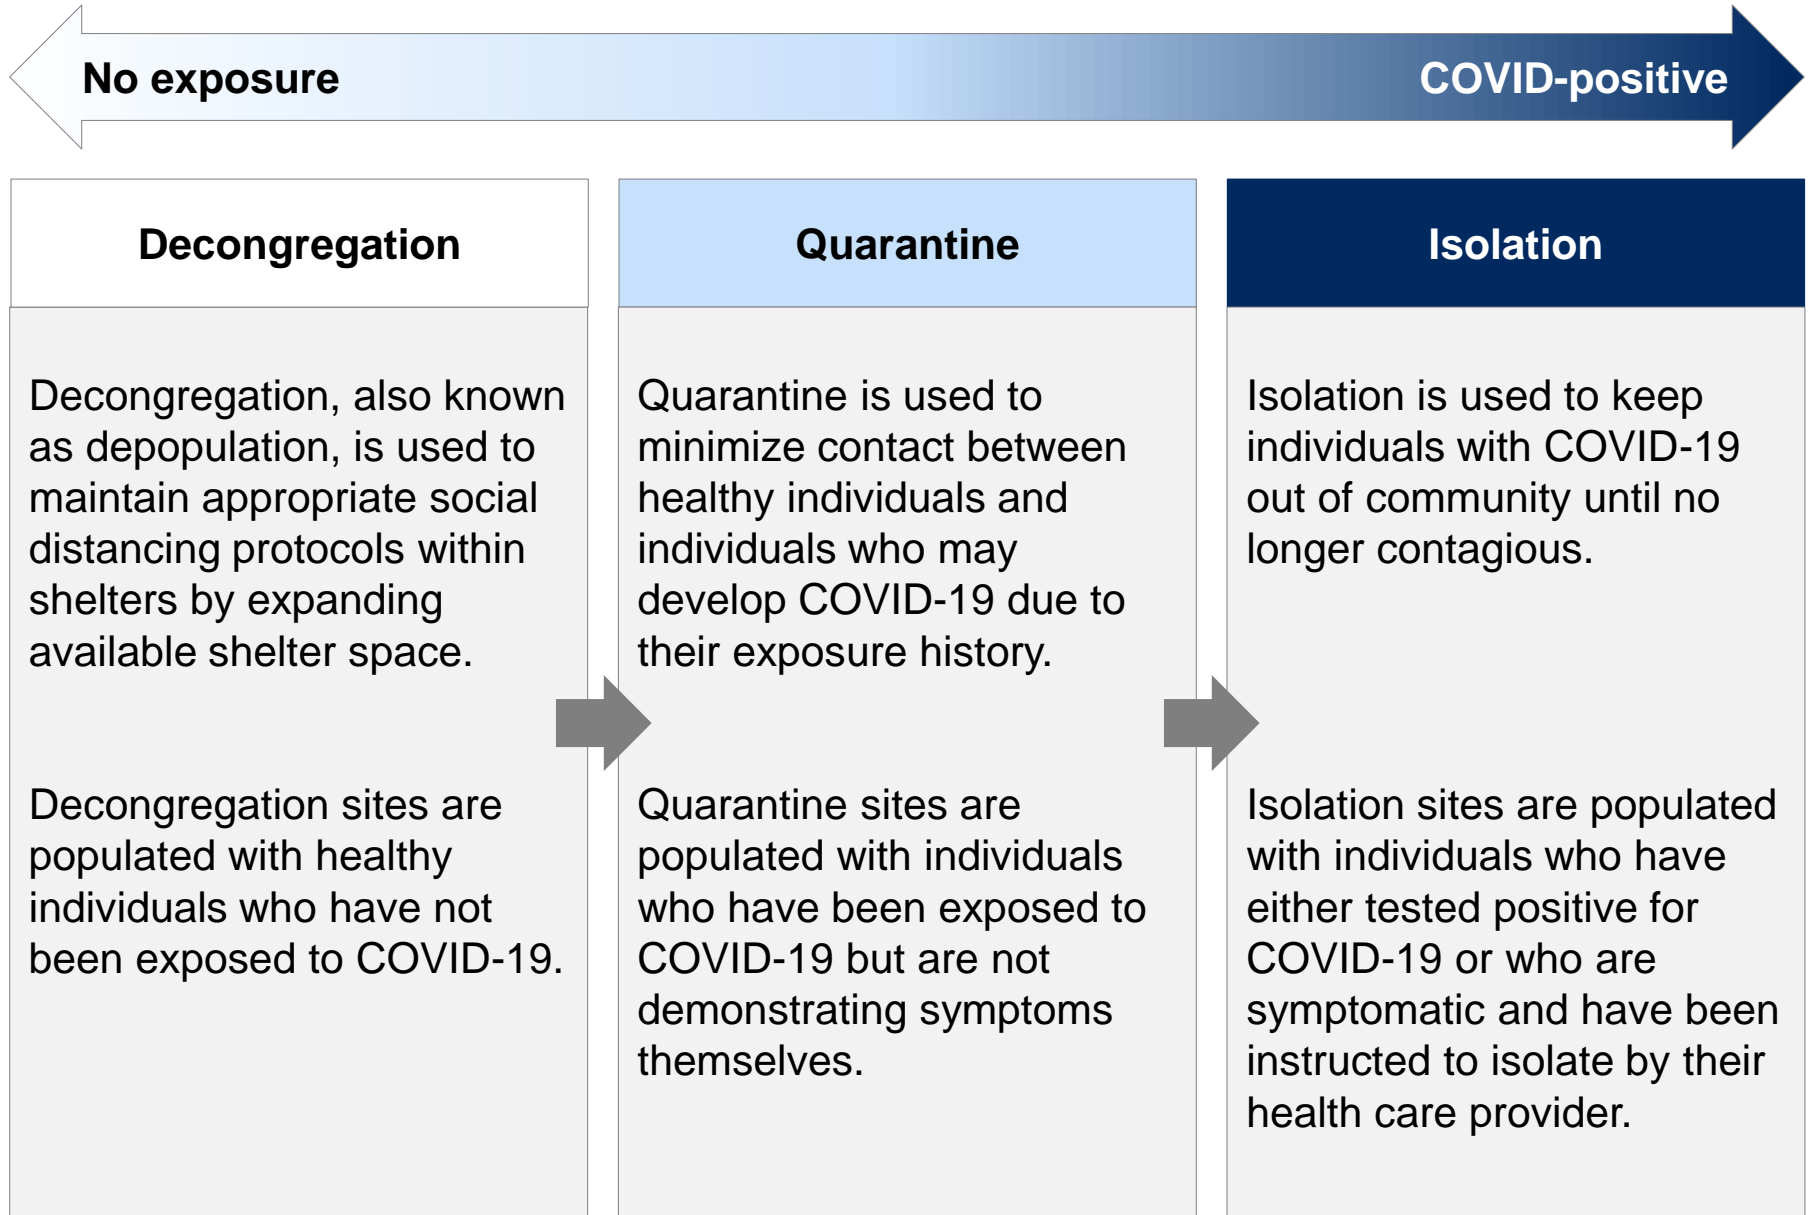 No exposure
COVID-positive
Decongregation
Decongregation, also known
as depopulation, is used to
maintain appropriate social
distancing protocols within
shelters by expanding
available shelter space.
Decongregation sites are
populated with healthy
individuals who have not
been exposed to COVID-19.
Quarantine
Quarantine is used to
minimize contact between
healthy individuals and
individuals who may
develop COVID-19 due to
their exposure history.
Quarantine sites are
populated with individuals
who have been exposed to
COVID-19 but are not
demonstrating symptoms
themselves.
Isolation
Isolation is used to keep
individuals with COVID-19
out of community until no
longer contagious.
Isolation sites are populated
with individuals who have
either tested positive for
COVID-19 or who are
symptomatic and have been
instructed to isolate by their
health care provider.